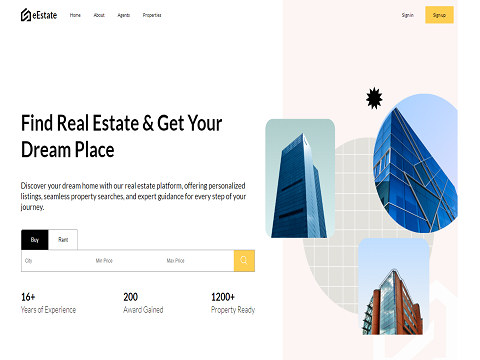 eEstate
Home About Agents Properties
Sign in Sign up
Find Real Estate & Get Your
Dream Place
Discover your dream home with our real estate platform, offering personalized
listings, seamless property searches, and expert guidance for every step of your
journey.
Buy Rent
City Min Price Max Price
16+ 200 1200+
Years of Experience Award Gained Property Ready